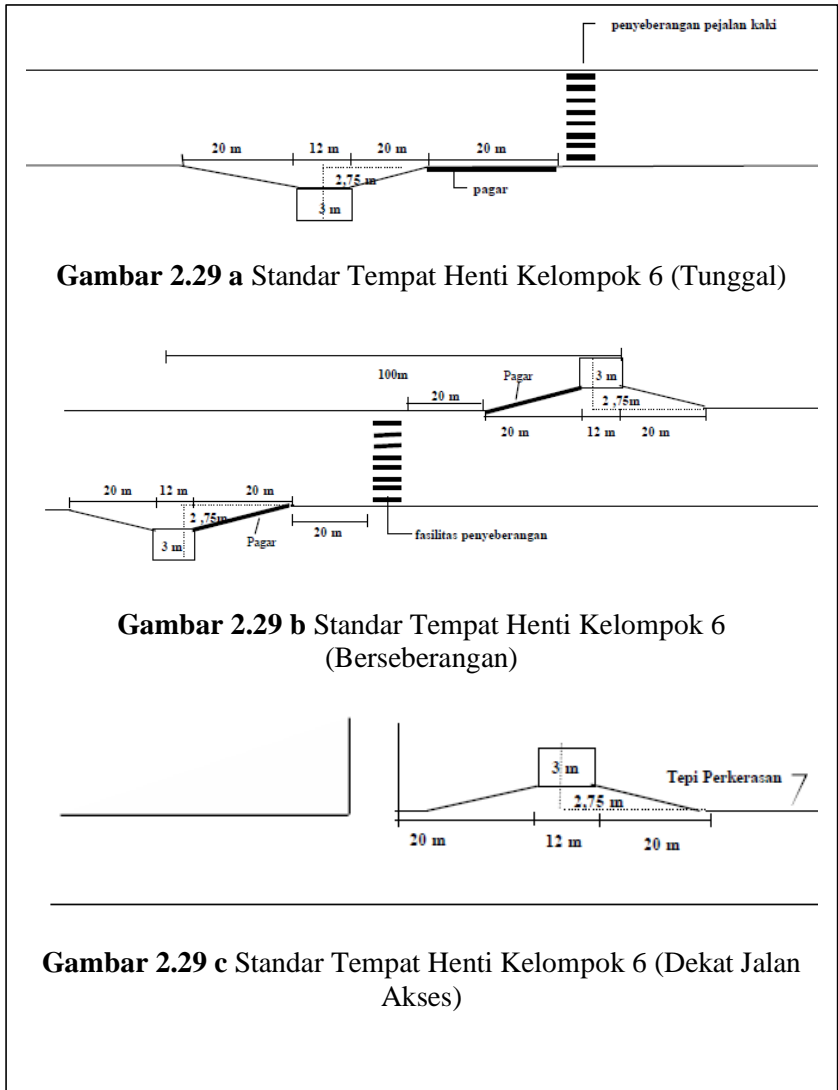 penyeberangan pejalan kaki
20 m 12 m 20 m 20 m
2,75 m
pagar
3 m
Gambar 2.29 a Standar Tempat Henti Kelompok 6 (Tunggal)
100m Pagar 3 m
20 m 2 ,75m
20 m 12 m 20 m
20 m 12 m 20 m
2 ,75m
3 m Pagar 20 m fasilitas penyeberangan
Gambar 2.29 b Standar Tempat Henti Kelompok 6
(Berseberangan)
3 m Tepi Perkerasan
2,75 m
20 m 12 m 20 m
Gambar 2.29 c Standar Tempat Henti Kelompok 6 (Dekat Jalan
Akses)